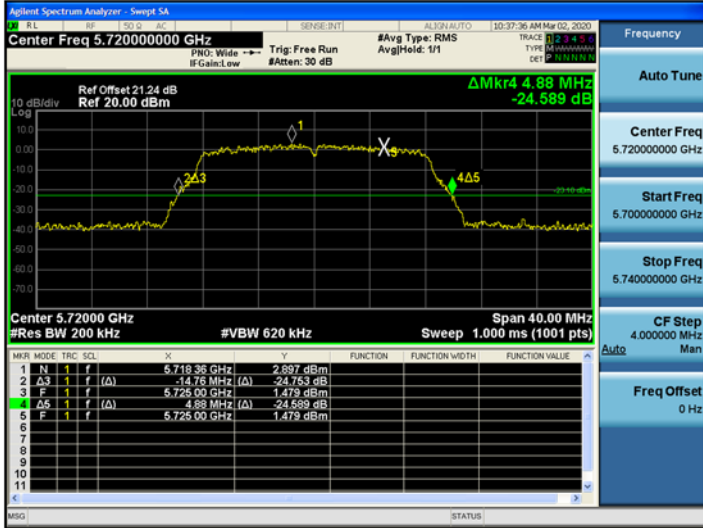 Agilent Spectrum Analyzer - Swept SA
RL RF 50 Ω AC SENSE:INT ALIGN AUTO 10:37:36 AM Mar 02, 2020
Center Freq 5.720000000 GHz
PNO: Wide
IFGain:Low
Trig: Free Run
#Atten: 30 dB
#Avg Type: RMS
Avg|Hold: 1/1
TRACE 1 2 3 4 5 6
TYPE M
DET P N N N N N
Ref Offset 21.24 dB
Ref 20.00 dBm
ΔMkr4 4.88 MHz
-24.589 dB
10 dB/div
Log
10.0
0.00
-10.0
-20.0
-30.0
-40.0
-50.0
-60.0
-70.0
1
2Δ3
X5
4Δ5
-23.10 dBm
Center 5.72000 GHz
#Res BW 200 kHz
#VBW 620 kHz
Span 40.00 MHz
Sweep 1.000 ms (1001 pts)
MKR MODE TRC SCL X Y FUNCTION FUNCTION WIDTH FUNCTION VALUE
1 N 1 f 5.718 36 GHz 2.897 dBm
2 Δ3 1 f (Δ) -14.76 MHz (Δ) -24.753 dB
3 F 1 f 5.725 00 GHz 1.479 dBm
4 Δ5 1 f (Δ) 4.88 MHz (Δ) -24.589 dB
5 F 1 f 5.725 00 GHz 1.479 dBm
6
7
8
9
10
11
MSG STATUS
Frequency
Auto Tune
Center Freq
5.720000000 GHz
Start Freq
5.700000000 GHz
Stop Freq
5.740000000 GHz
CF Step
4.000000 MHz
Auto Man
Freq Offset
0 Hz